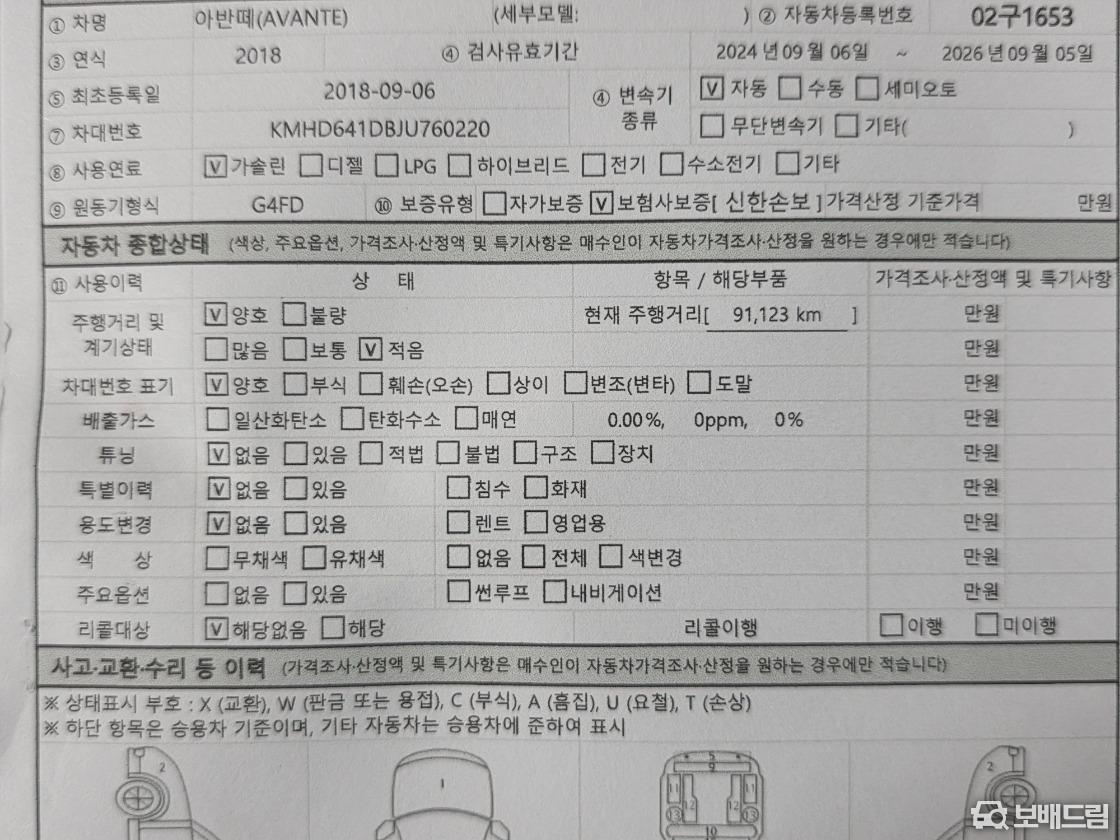 ① 차명 아반떼(AVANTE) (세부모델: ) ② 자동차등록번호 02구1653
③ 연식 2018 ④ 검사유효기간 2024년09월06일 ~ 2026년09월05일
⑤ 최초등록일 2018-09-06 ④ 변속기 종류 V 자동 수동 세미오토
⑦ 차대번호 KMHD641DBJU760220 무단변속기 기타( )
⑧ 사용연료 V 가솔린 디젤 LPG 하이브리드 전기 수소전기 기타
⑨ 원동기형식 G4FD ⑩ 보증유형 자가보증 V 보험사보증[ 신한손보 ] 가격산정 기준가격 만원
자동차 종합상태 (색상, 주요옵션, 가격조사·산정액 및 특기사항은 매수인이 자동차가격조사·산정을 원하는 경우에만 적습니다)
⑪ 사용이력 상 태 항목 / 해당부품 가격조사·산정액 및 특기사항
주행거리 및 계기상태 V 양호 불량 현재 주행거리[ 91,123 km ] 만원
많음 보통 V 적음 만원
차대번호 표기 V 양호 부식 훼손(오손) 상이 변조(변타) 도말 만원
배출가스 일산화탄소 탄화수소 매연 0.00%, 0ppm, 0% 만원
튜닝 V 없음 있음 적법 불법 구조 장치 만원
특별이력 V 없음 있음 침수 화재 만원
용도변경 V 없음 있음 렌트 영업용 만원
색 상 무채색 유채색 없음 전체 색변경 만원
주요옵션 없음 있음 썬루프 내비게이션 만원
리콜대상 V 해당없음 해당 리콜이행 이행 미이행
사고·교환·수리 등 이력 (가격조사·산정액 및 특기사항은 매수인이 자동차가격조사·산정을 원하는 경우에만 적습니다)
※ 상태표시 부호 : X (교환), W (판금 또는 용접), C (부식), A (흠집), U (요철), T (손상)
※ 하단 항목은 승용차 기준이며, 기타 자동차는 승용차에 준하여 표시
2 1 5 2
9
11 11
12 12
13 13
10
보배드림